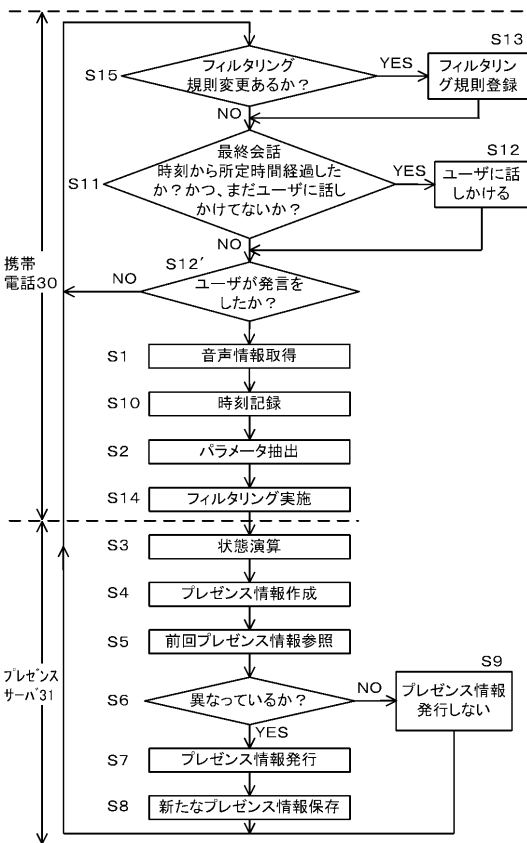 S13
S15
フィルタリング
規則変更あるか？
YES
フィルタリン
グ規則登録
NO
S11
最終会話
時刻から所定時間経過した
か？かつ、まだユーザに話し
かけてないか？
YES
S12
ユーザに話
しかける
NO
携帯
電話30
S12′
ユーザが発言を
したか？
NO
S1
音声情報取得
S10
時刻記録
S2
パラメータ抽出
S14
フィルタリング実施
S3
状態演算
S4
プレゼンス情報作成
S5
前回プレゼンス情報参照
プレゼンス
サーバ31
S6
異なっているか？
NO
S9
プレゼンス情報
発行しない
YES
S7
プレゼンス情報発行
S8
新たなプレゼンス情報保存